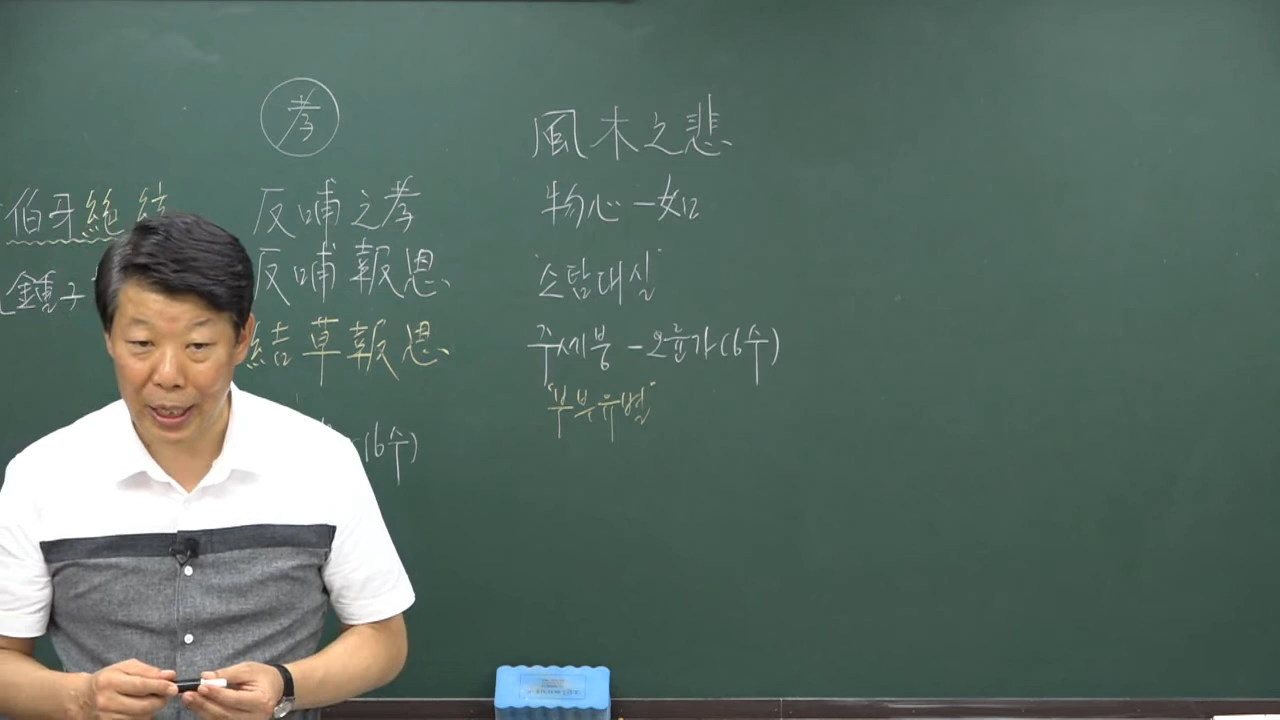 伯牙絶絃
鍾子
孝
反哺之孝
反哺報恩
結草報恩
(6수)
風木之悲
物心一如
"소탐대실"
주세붕 - 오륜가(6수)
"부부유별"